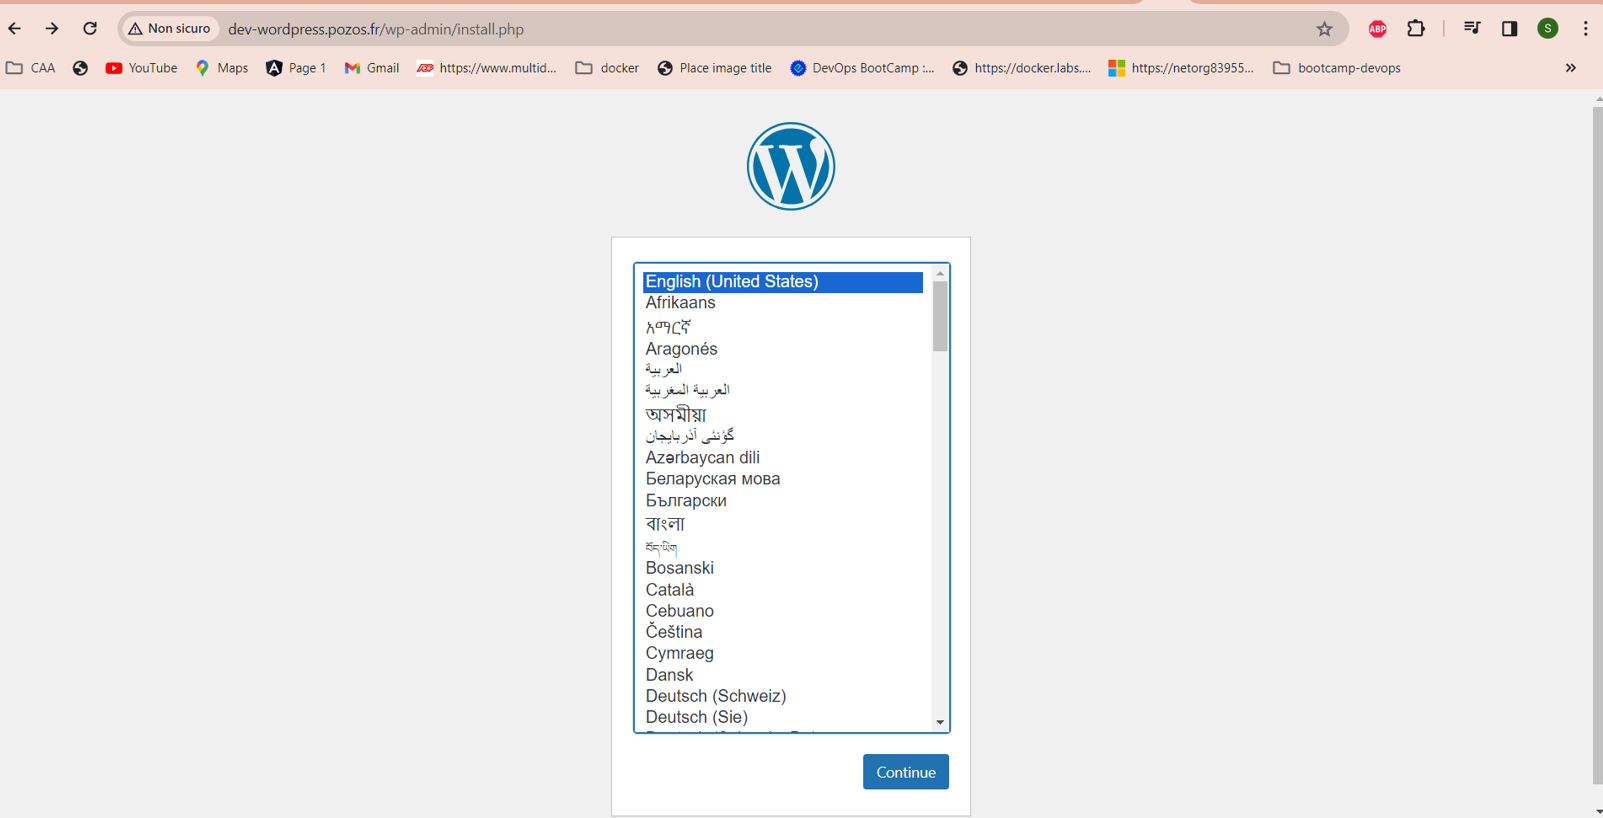 Non sicuro dev-wordpress.pozos.fr/wp-admin/install.php ABP S
CAA YouTube Maps Page 1 Gmail https://www.multid... docker Place image title DevOps BootCamp :... https://docker.labs.... https://netorg83955... bootcamp-devops »
English (United States)
Afrikaans
አማርኛ
Aragonés
العربية
العربية المغربية
অসমীয়া
گؤنئی آذربایجان
Azərbaycan dili
Беларуская мова
Български
বাংলা
བོད་ཡིག
Bosanski
Català
Cebuano
Čeština
Cymraeg
Dansk
Deutsch (Schweiz)
Deutsch (Sie)
Continue